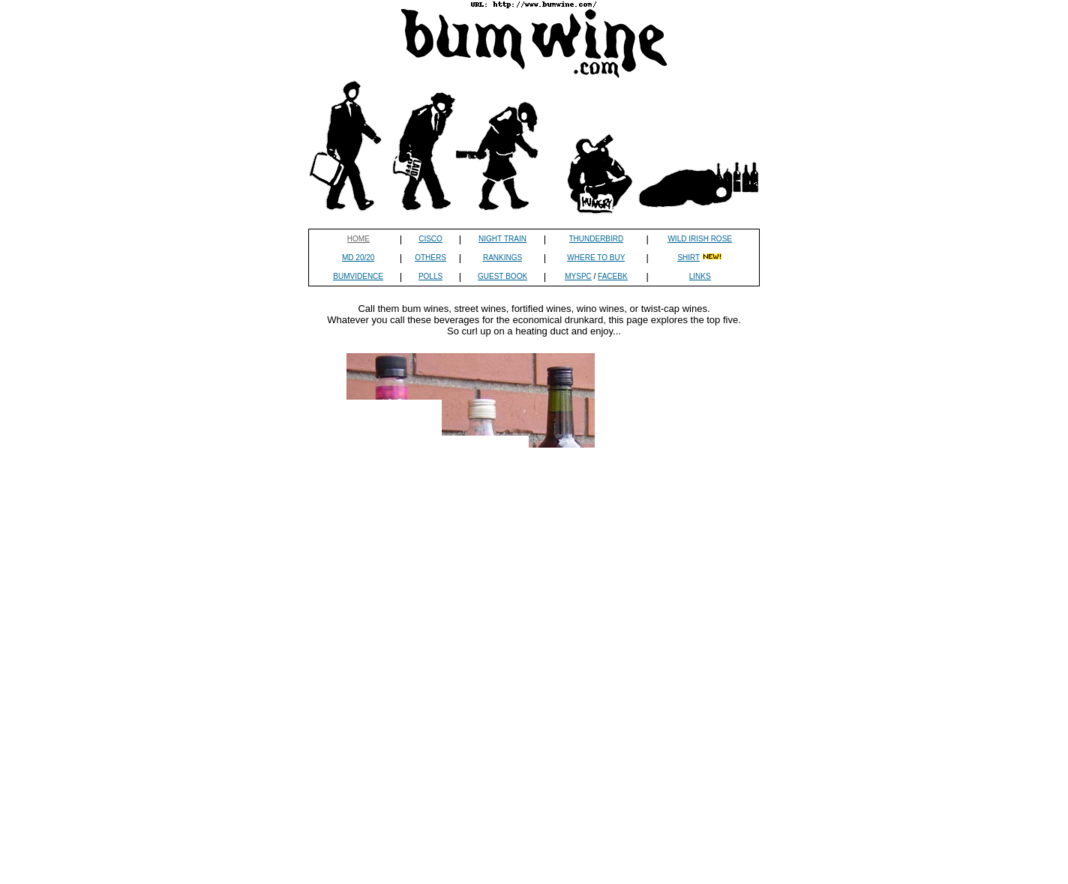 URL: http://www.bumwine.com/
bumwine
.com
LAID
HUNGRY
HOME | CISCO | NIGHT TRAIN | THUNDERBIRD | WILD IRISH ROSE
MD 20/20 | OTHERS | RANKINGS | WHERE TO BUY | SHIRT NEW!
BUMVIDENCE | POLLS | GUEST BOOK | MYSPC / FACEBK | LINKS
Call them bum wines, street wines, fortified wines, wino wines, or twist-cap wines.
Whatever you call these beverages for the economical drunkard, this page explores the top five.
So curl up on a heating duct and enjoy...